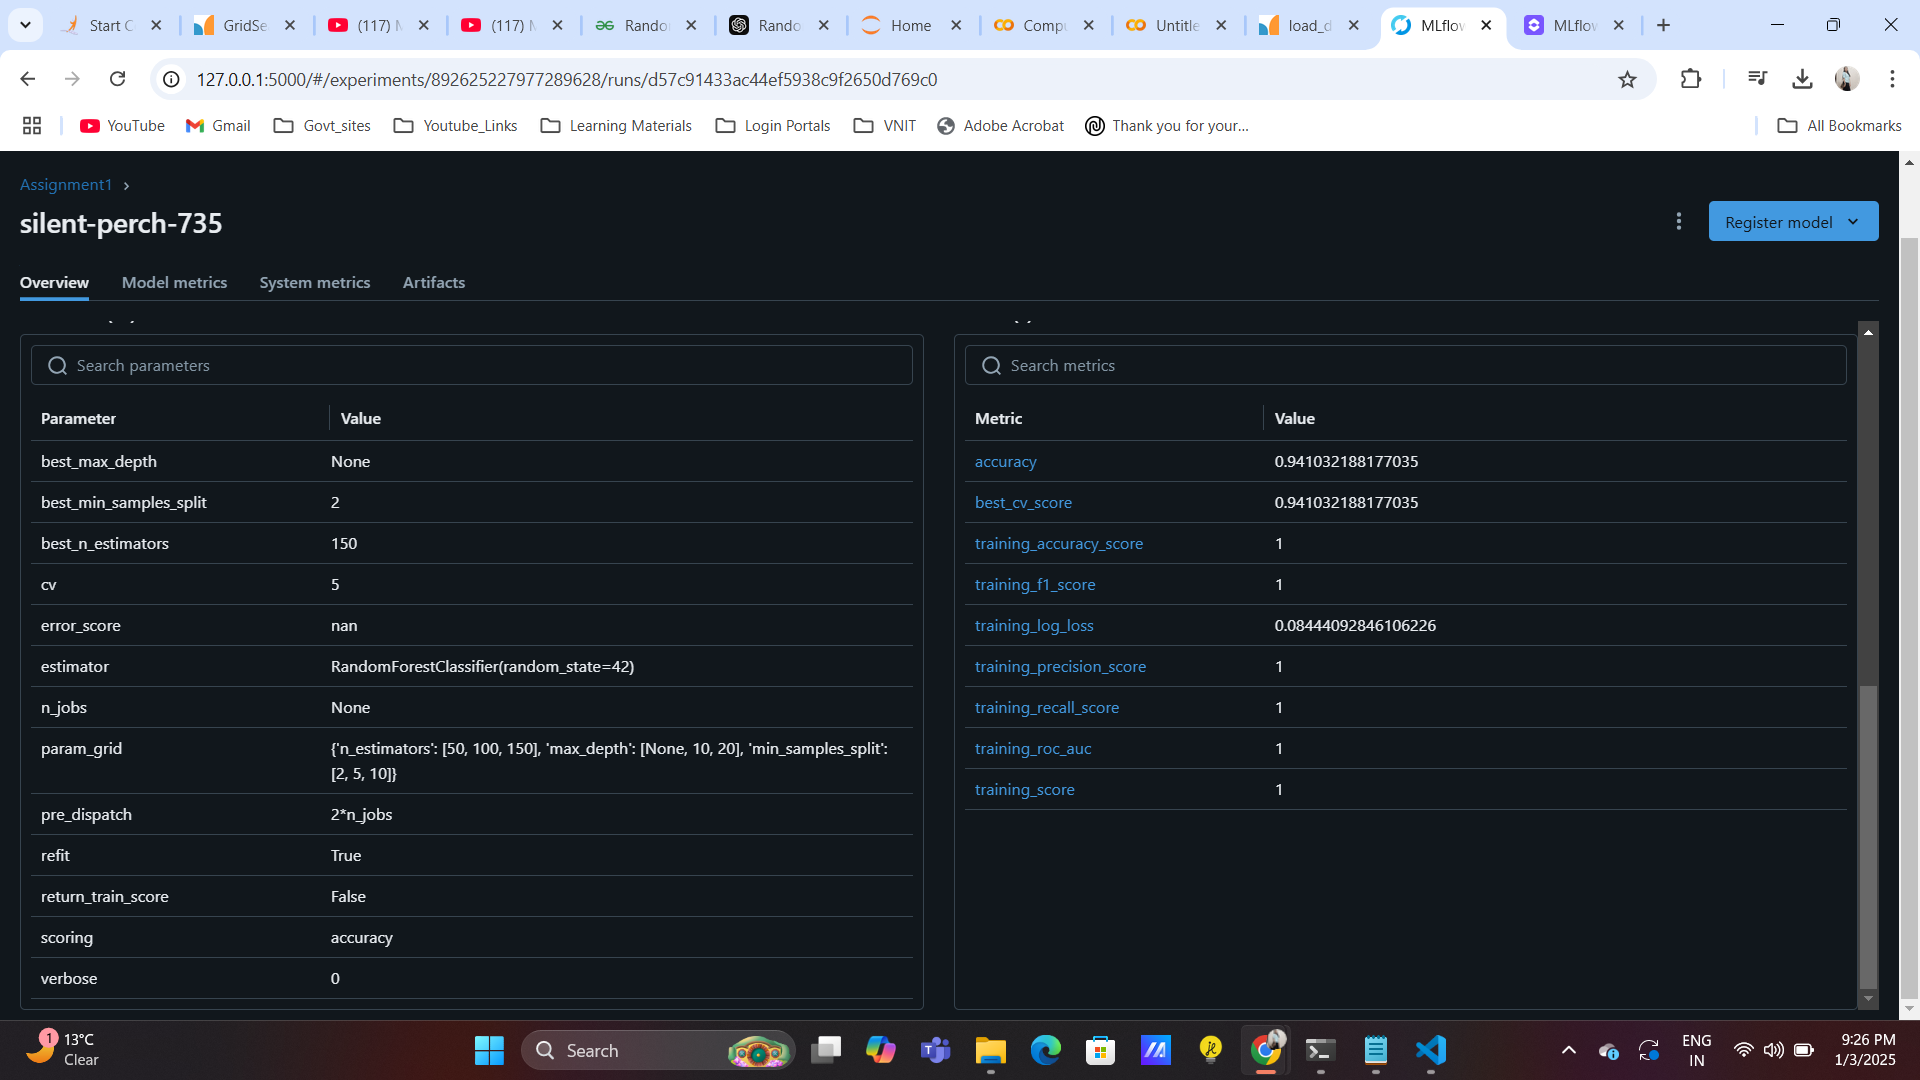 Start C
GridSe
(117) M
(117) M
Rando
Rando
Home
Compu
Untitle
load_d
MLflow
MLflow
127.0.0.1:5000/#/experiments/892625227977289628/runs/d57c91433ac44ef5938c9f2650d769c0
YouTube
Gmail
Govt_sites
Youtube_Links
Learning Materials
Login Portals
VNIT
Adobe Acrobat
Thank you for your...
All Bookmarks
Assignment1
silent-perch-735
Register model
Overview
Model metrics
System metrics
Artifacts
Search parameters
Parameter Value
best_max_depth None
best_min_samples_split 2
best_n_estimators 150
cv 5
error_score nan
estimator RandomForestClassifier(random_state=42)
n_jobs None
param_grid {'n_estimators': [50, 100, 150], 'max_depth': [None, 10, 20], 'min_samples_split':
[2, 5, 10]}
pre_dispatch 2*n_jobs
refit True
return_train_score False
scoring accuracy
verbose 0
Search metrics
Metric Value
accuracy 0.941032188177035
best_cv_score 0.941032188177035
training_accuracy_score 1
training_f1_score 1
training_log_loss 0.08444092846106226
training_precision_score 1
training_recall_score 1
training_roc_auc 1
training_score 1
1
13°C
Clear
Search
ENG
IN
9:26 PM
1/3/2025